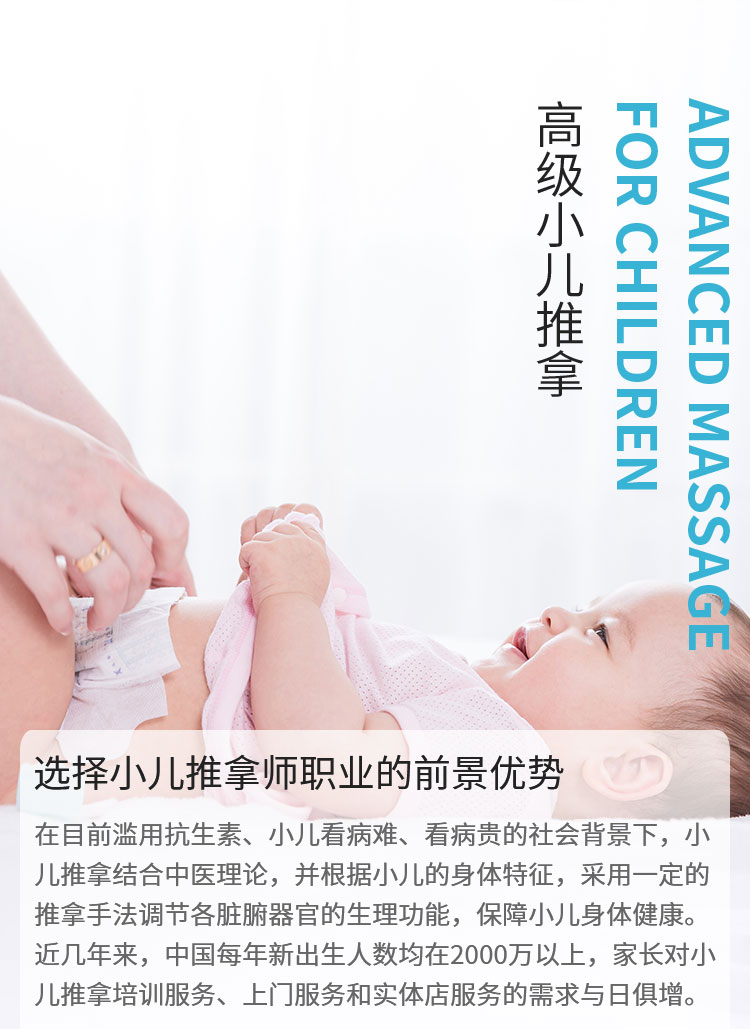 ADVANCED MASSAGE
FOR CHILDREN
高级小儿推拿
选择小儿推拿师职业的前景优势
在目前滥用抗生素、小儿看病难、看病贵的社会背景下，小
儿推拿结合中医理论，并根据小儿的身体特征，采用一定的
推拿手法调节各脏腑器官的生理功能，保障小儿身体健康。
近几年来，中国每年新出生人数均在2000万以上，家长对小
儿推拿培训服务、上门服务和实体店服务的需求与日俱增。